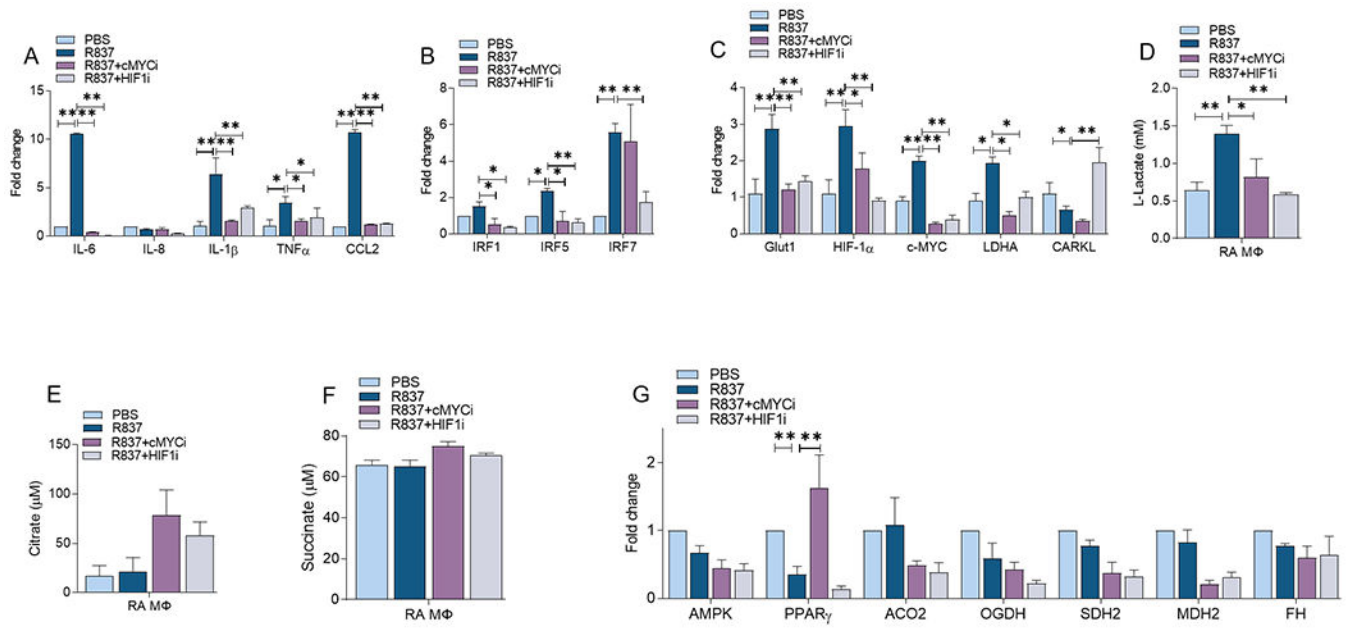 A
PBS
R837
R837+cMYCi
R837+HIF1i
Fold change
15
10
5
0
** ** **
** ** **
* * *
** ** **
IL-6 IL-8 IL-1β TNFα CCL2
B
PBS
R837
R837+cMYCi
R837+HIF1i
Fold change
8
6
4
2
0
* *
* * **
** **
IRF1 IRF5 IRF7
C
PBS
R837
R837+cMYCi
R837+HIF1i
Fold change
4
3
2
1
0
** ** **
** * **
** ** **
* * *
* **
Glut1 HIF-1α c-MYC LDHA CARKL
D
PBS
R837
R837+cMYCi
R837+HIF1i
L-Lactate (mM)
2.0
1.5
1.0
0.5
0.0
** * **
RA MΦ
E
PBS
R837
R837+cMYCi
R837+HIF1i
Citrate (μM)
150
100
50
0
RA MΦ
F
PBS
R837
R837+cMYCi
R837+HIF1i
Succinate (μM)
80
60
40
20
0
RA MΦ
G
PBS
R837
R837+cMYCi
R837+HIF1i
Fold change
2
1
0
** **
AMPK PPARγ ACO2 OGDH SDH2 MDH2 FH